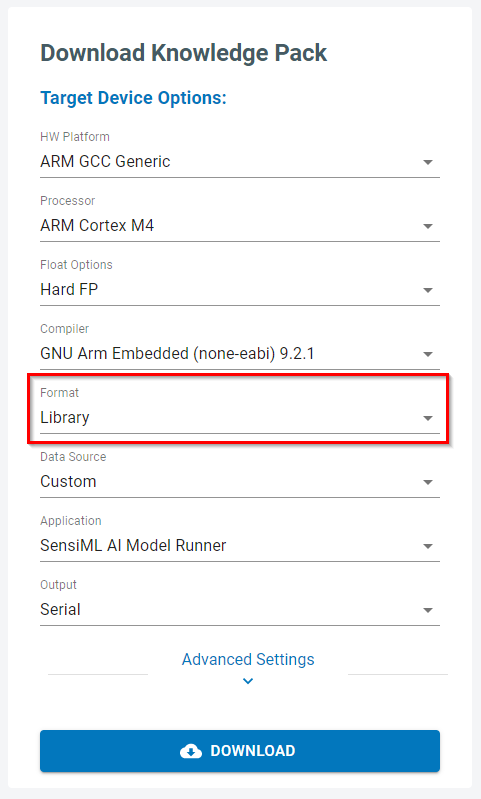 Download Knowledge Pack
Target Device Options:
HW Platform
ARM GCC Generic
Processor
ARM Cortex M4
Float Options
Hard FP
Compiler
GNU Arm Embedded (none-eabi) 9.2.1
Format
Library
Data Source
Custom
Application
SensiML AI Model Runner
Output
Serial
Advanced Settings
DOWNLOAD